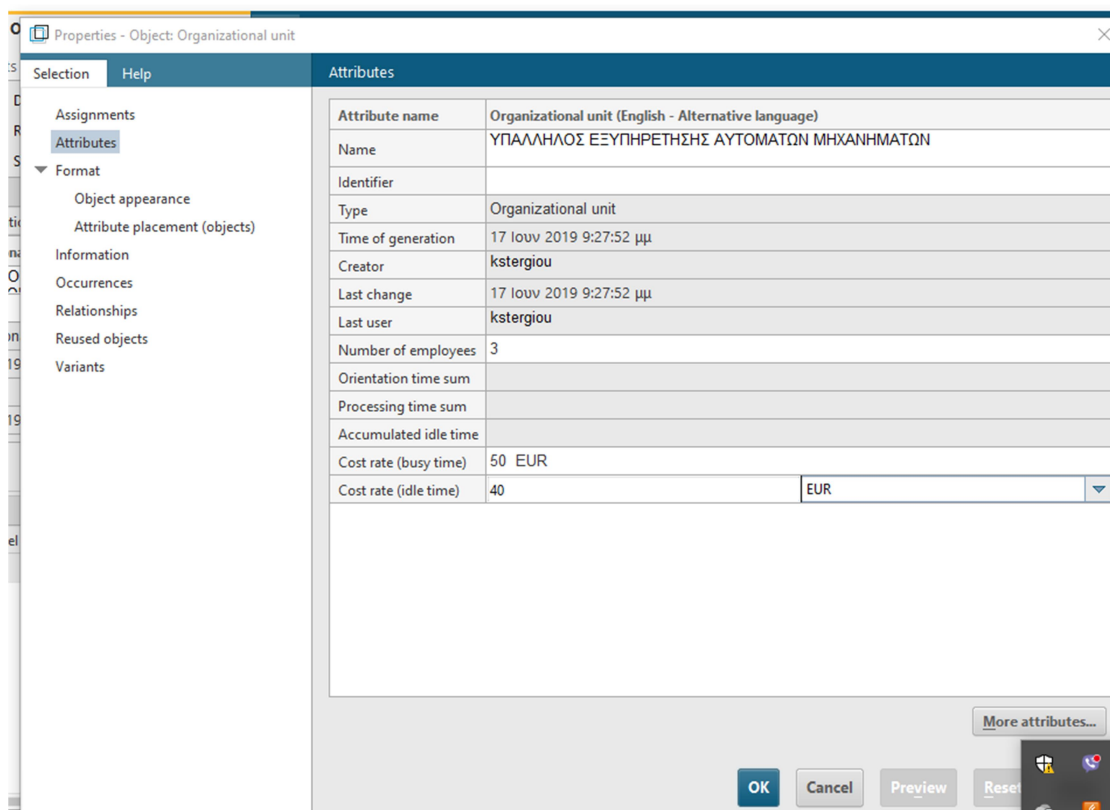 Properties - Object: Organizational unit
Selection Help Attributes
Assignments
Attributes
Format
Object appearance
Attribute placement (objects)
Information
Occurrences
Relationships
Reused objects
Variants
Attribute name Organizational unit (English - Alternative language)
Name ΥΠΑΛΛΗΛΟΣ ΕΞΥΠΗΡΕΤΗΣΗΣ ΑΥΤΟΜΑΤΩΝ ΜΗΧΑΝΗΜΑΤΩΝ
Identifier
Type Organizational unit
Time of generation 17 Ιουν 2019 9:27:52 μμ
Creator kstergiou
Last change 17 Ιουν 2019 9:27:52 μμ
Last user kstergiou
Number of employees 3
Orientation time sum
Processing time sum
Accumulated idle time
Cost rate (busy time) 50 EUR
Cost rate (idle time) 40 EUR
More attributes...
OK Cancel Preview Reset